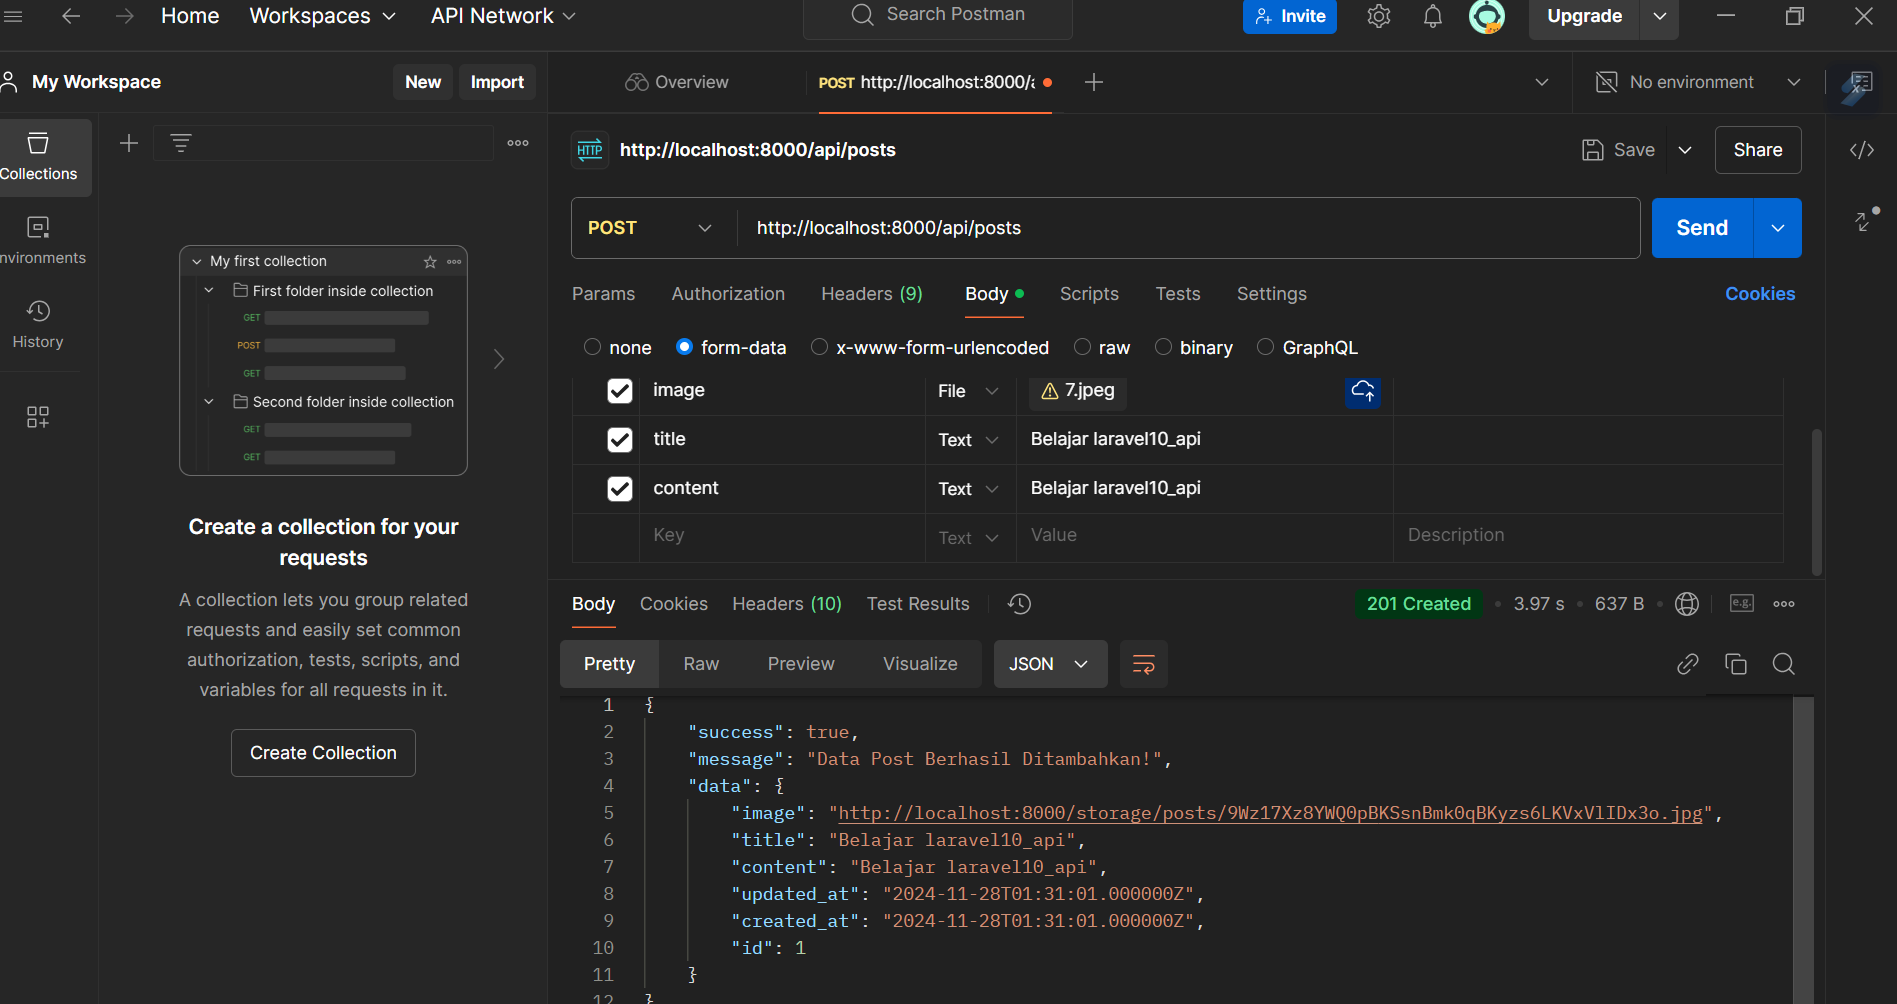 Home Workspaces API Network Search Postman Invite Upgrade
My Workspace New Import Overview POST http://localhost:8000/a No environment
Collections
nvironments
History
My first collection
First folder inside collection
GET
POST
GET
Second folder inside collection
GET
GET
Create a collection for your
requests
A collection lets you group related
requests and easily set common
authorization, tests, scripts, and
variables for all requests in it.
Create Collection
HTTP http://localhost:8000/api/posts Save Share
POST http://localhost:8000/api/posts Send
Params Authorization Headers (9) Body Scripts Tests Settings Cookies
none form-data x-www-form-urlencoded raw binary GraphQL
image File 7.jpeg
title Text Belajar laravel10_api
content Text Belajar laravel10_api
Key Text Value Description
Body Cookies Headers (10) Test Results 201 Created 3.97 s 637 B e.g.
Pretty Raw Preview Visualize JSON
1 {
2 "success": true,
3 "message": "Data Post Berhasil Ditambahkan!",
4 "data": {
5 "image": "http://localhost:8000/storage/posts/9Wz17Xz8YWQ0pBKSsnBmk0qBKyzs6LKVxVlIDx3o.jpg",
6 "title": "Belajar laravel10_api",
7 "content": "Belajar laravel10_api",
8 "updated_at": "2024-11-28T01:31:01.000000Z",
9 "created_at": "2024-11-28T01:31:01.000000Z",
10 "id": 1
11 }
12 }